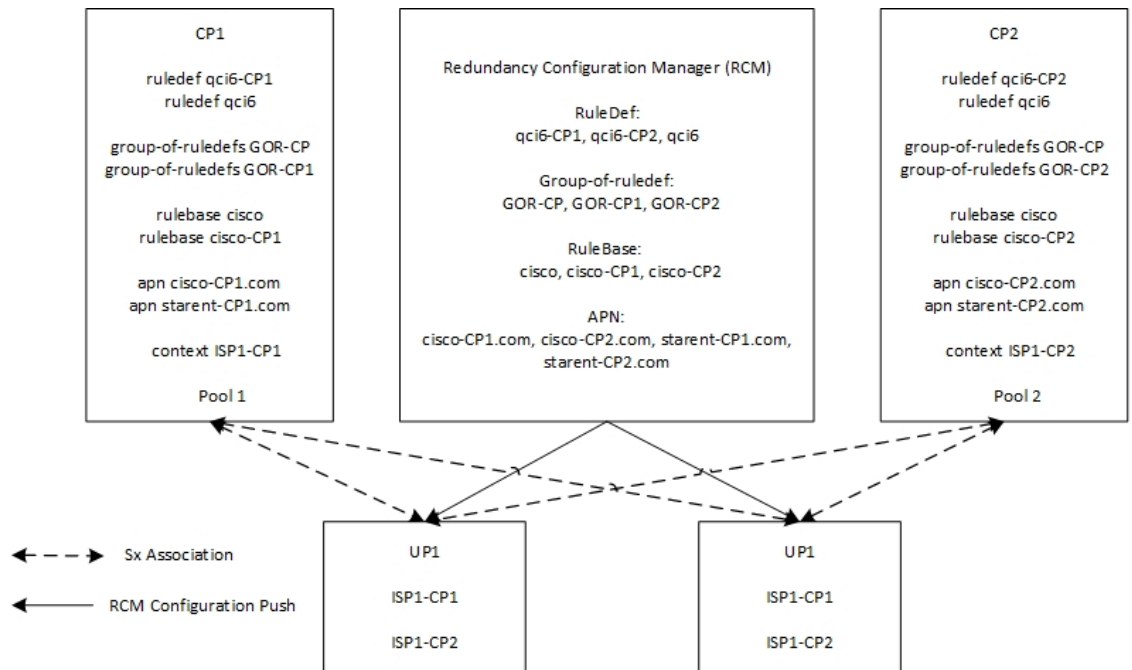 CP1
ruledef qci6-CP1
ruledef qci6
group-of-ruledefs GOR-CP
group-of-ruledefs GOR-CP1
rulebase cisco
rulebase cisco-CP1
apn cisco-CP1.com
apn starent-CP1.com
context ISP1-CP1
Pool 1
Redundancy Configuration Manager (RCM)
RuleDef:
qci6-CP1, qci6-CP2, qci6
Group-of-ruledef:
GOR-CP, GOR-CP1, GOR-CP2
RuleBase:
cisco, cisco-CP1, cisco-CP2
APN:
cisco-CP1.com, cisco-CP2.com, starent-CP1.com,
starent-CP2.com
CP2
ruledef qci6-CP2
ruledef qci6
group-of-ruledefs GOR-CP
group-of-ruledefs GOR-CP2
rulebase cisco
rulebase cisco-CP2
apn cisco-CP2.com
apn starent-CP2.com
context ISP1-CP2
Pool 2
Sx Association
RCM Configuration Push
UP1
ISP1-CP1
ISP1-CP2
UP1
ISP1-CP1
ISP1-CP2